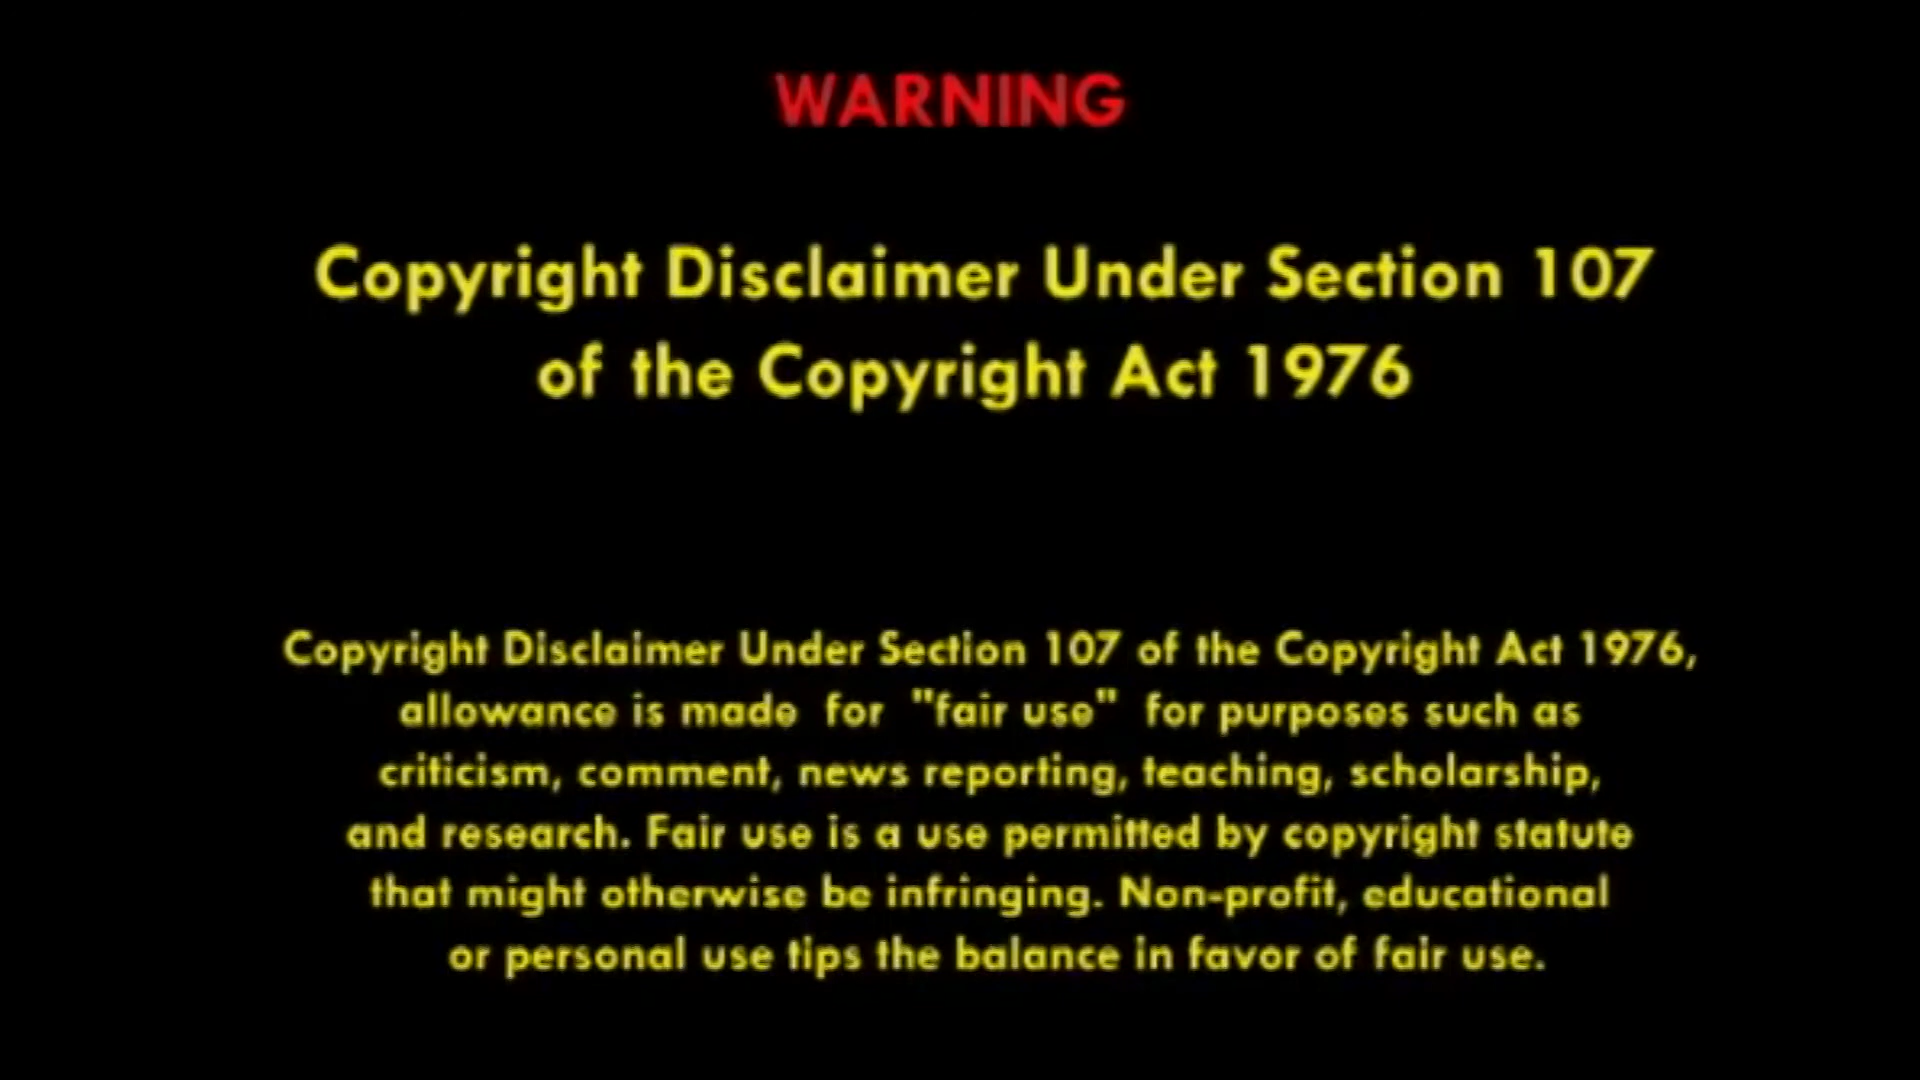 WARNING
Copyright Disclaimer Under Section 107
of the Copyright Act 1976
Copyright Disclaimer Under Section 107 of the Copyright Act 1976,
allowance is made for "fair use" for purposes such as
criticism, comment, news reporting, teaching, scholarship,
and research. Fair use is a use permitted by copyright statute
that might otherwise be infringing. Non-profit, educational
or personal use tips the balance in favor of fair use.